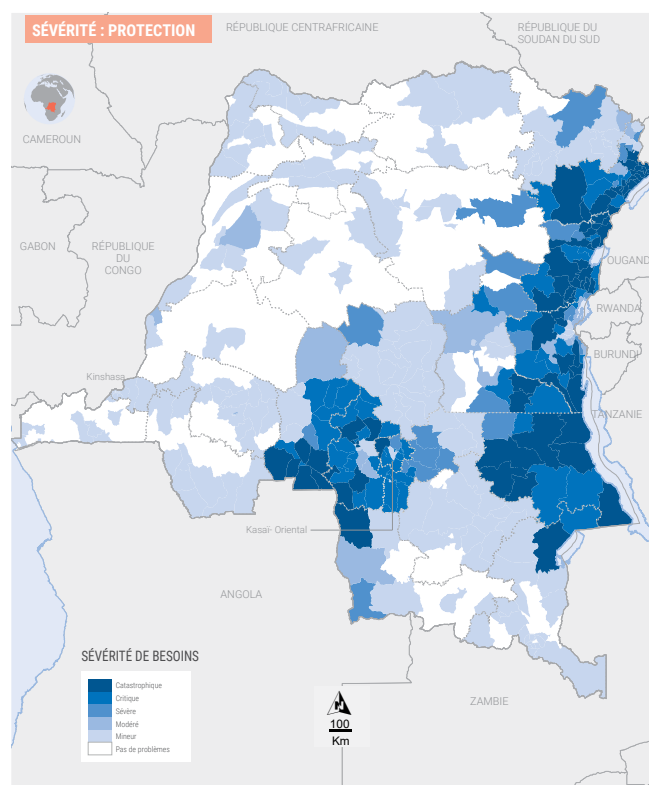 SÉVÉRITÉ : PROTECTION
RÉPUBLIQUE CENTRAFRICAINE
RÉPUBLIQUE DU
SOUDAN DU SUD
CAMEROUN
GABON
RÉPUBLIQUE
DU
CONGO
OUGAND
RWANDA
BURUNDI
Kinshasa
TANZANIE
Kasaï- Oriental
ANGOLA
SÉVÉRITÉ DE BESOINS
Catastrophique
Critique
Sévère
Modéré
Mineur
Pas de problèmes
N
100
Km
ZAMBIE